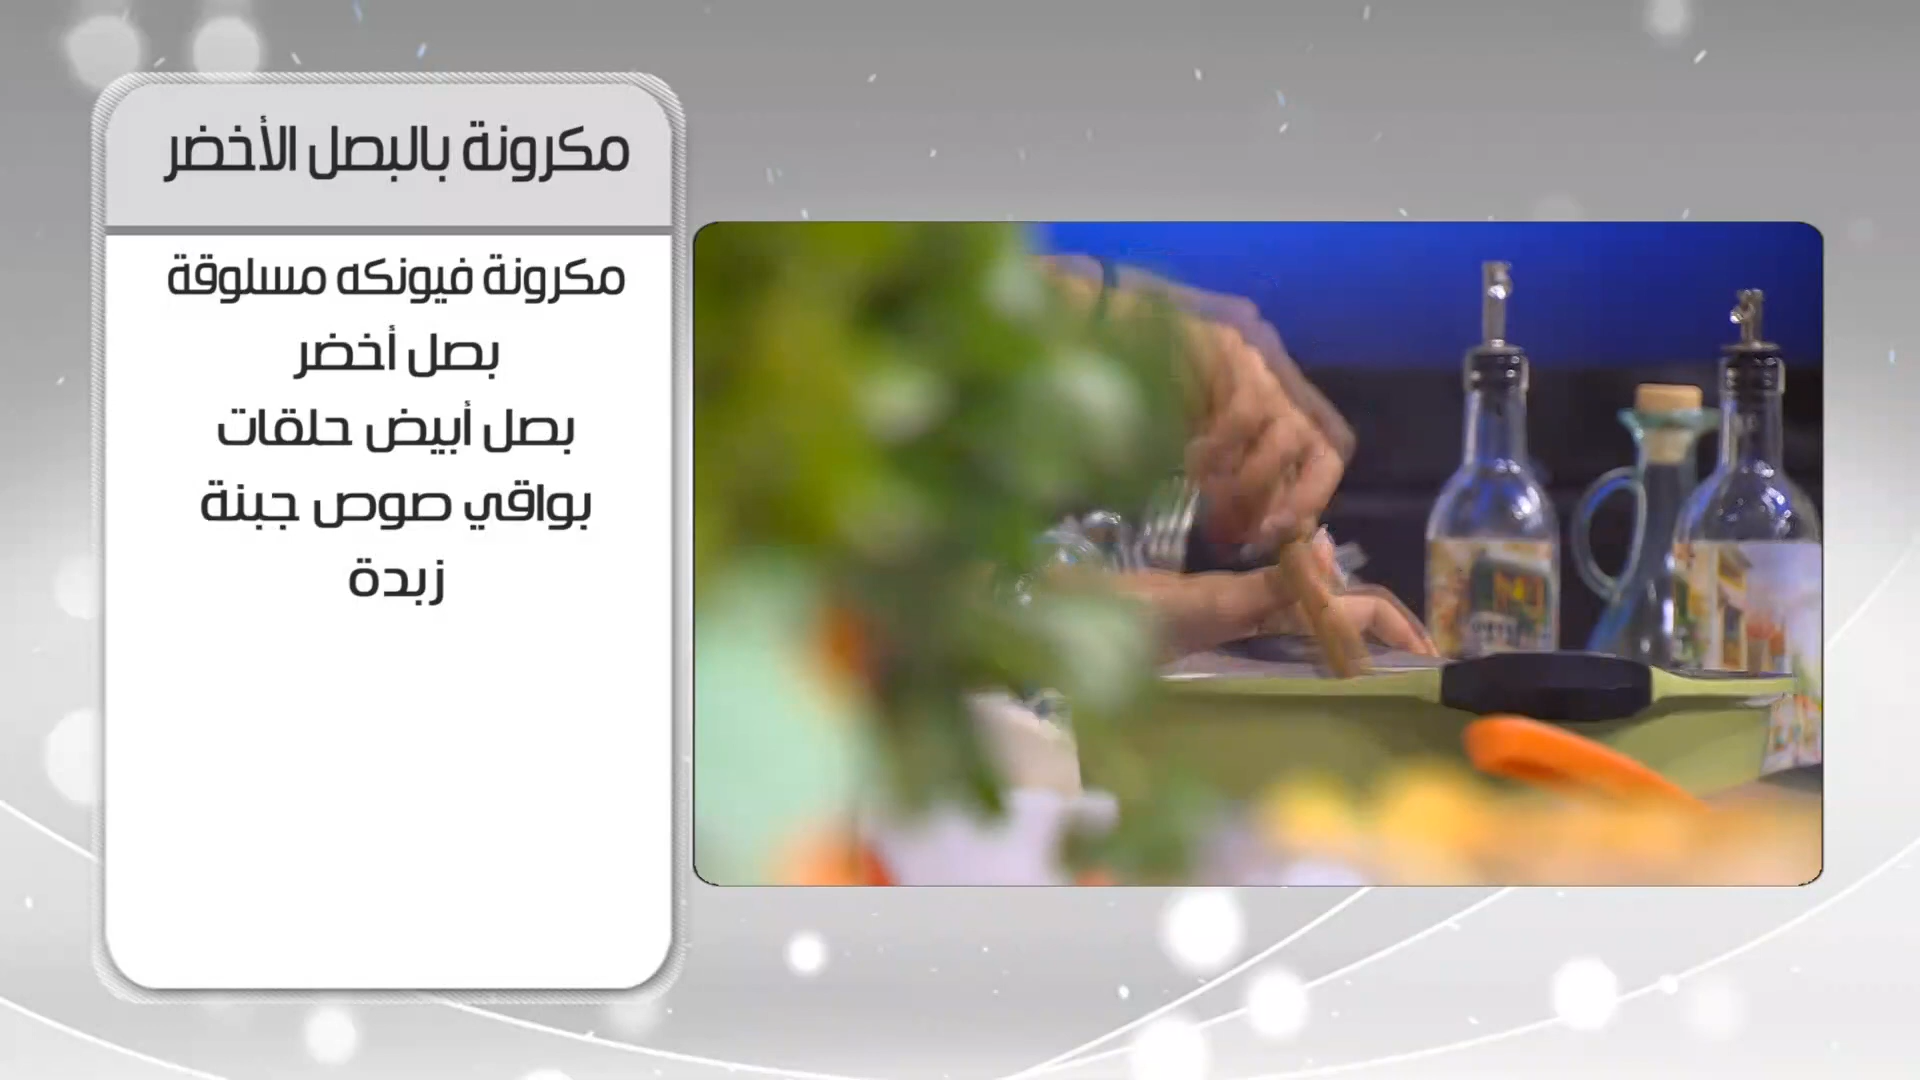 مكرونة بالبصل الأخضر
مكرونة فيونكه مسلوقة
بصل أخضر
بصل أبيض حلقات
بواقي صوص جبنة
زبدة